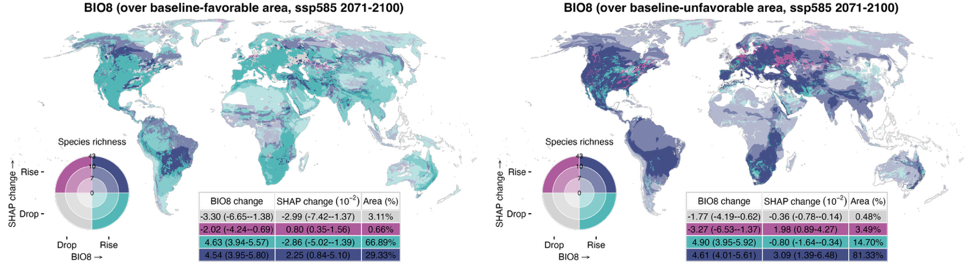 BIO8 (over baseline-favorable area, ssp585 2071-2100)
Species richness
43
10
7
0
SHAP change →
Rise
Drop
Drop
Rise
BIO8 →
BIO8 change SHAP change (10⁻²) Area (%)
-3.30 (-6.65--1.38) -2.99 (-7.42--1.37) 3.11%
-2.02 (-4.24--0.69) 0.80 (0.35-1.56) 0.66%
4.63 (3.94-5.57) -2.86 (-5.02--1.39) 66.89%
4.54 (3.95-5.80) 2.25 (0.84-5.10) 29.33%
BIO8 (over baseline-unfavorable area, ssp585 2071-2100)
Species richness
43
10
7
0
SHAP change →
Rise
Drop
Drop
Rise
BIO8 →
BIO8 change SHAP change (10⁻²) Area (%)
-1.77 (-4.19--0.62) -0.36 (-0.78--0.14) 0.48%
-3.27 (-6.53--1.37) 1.98 (0.89-4.27) 3.49%
4.90 (3.95-5.92) -0.80 (-1.64--0.34) 14.70%
4.61 (4.01-5.61) 3.09 (1.39-6.48) 81.33%